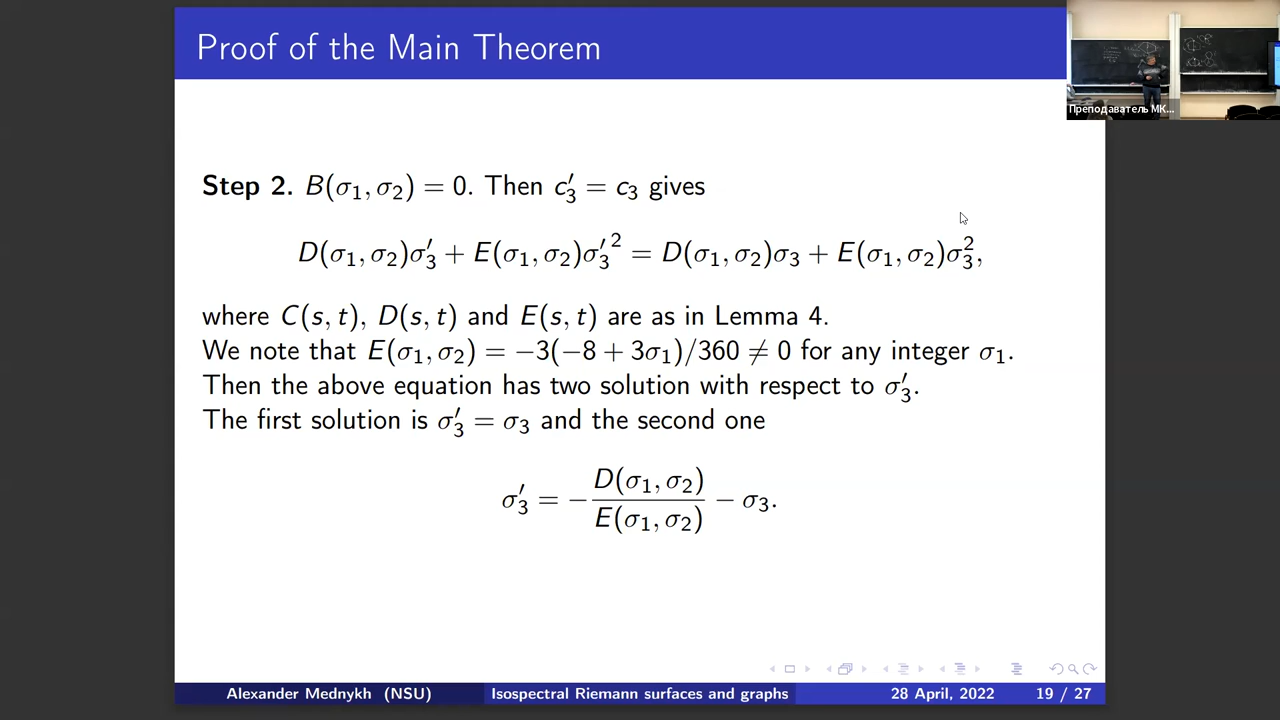 Proof of the Main Theorem
Преподаватель МК...
Step 2. B(σ₁, σ₂) = 0. Then c′₃ = c₃ gives
D(σ₁, σ₂)σ′₃ + E(σ₁, σ₂)σ′₃² = D(σ₁, σ₂)σ₃ + E(σ₁, σ₂)σ₃²,
where C(s, t), D(s, t) and E(s, t) are as in Lemma 4.
We note that E(σ₁, σ₂) = −3(−8 + 3σ₁)/360 ≠ 0 for any integer σ₁.
Then the above equation has two solution with respect to σ′₃.
The first solution is σ′₃ = σ₃ and the second one
σ′₃ = − D(σ₁, σ₂) / E(σ₁, σ₂) − σ₃.
Alexander Mednykh (NSU) Isospectral Riemann surfaces and graphs 28 April, 2022 19 / 27